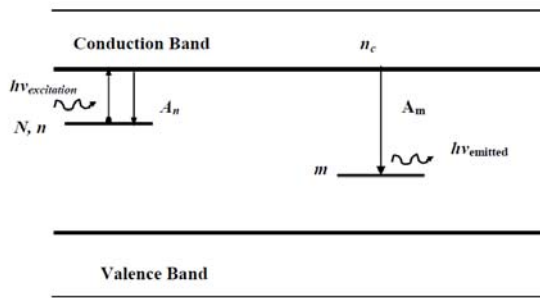 Conduction Band n_c
hν_excitation
A_n A_m
N, n
hν_emitted
m
Valence Band